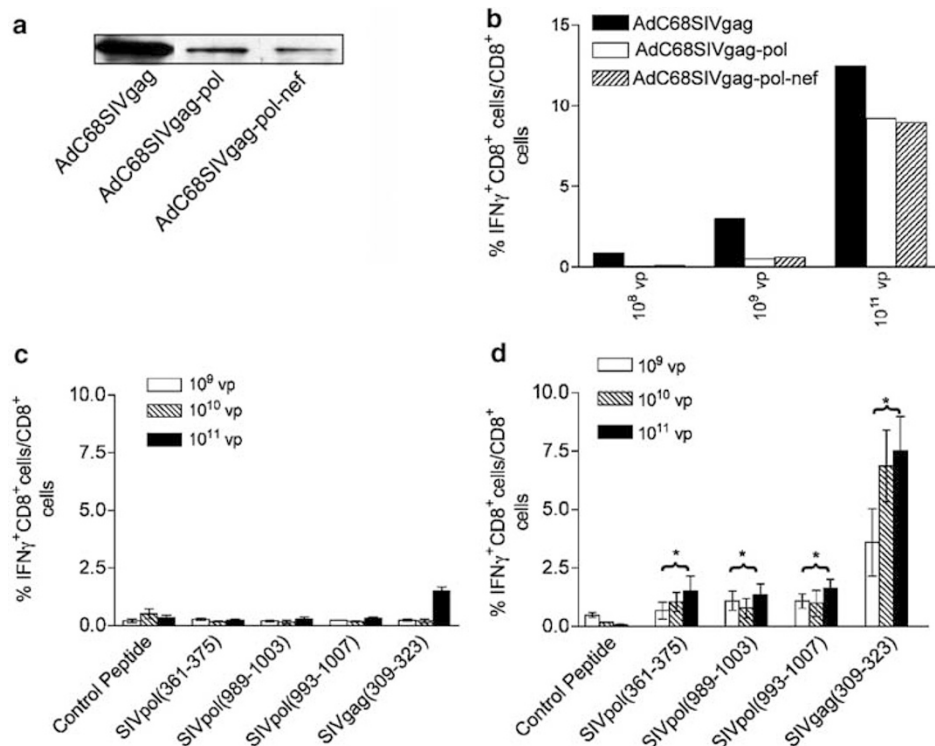 a
AdC68SIVgag
AdC68SIVgag-pol
AdC68SIVgag-pol-nef
b
% IFNγ⁺CD8⁺ cells/CD8⁺
cells
15
10
5
0
AdC68SIVgag
AdC68SIVgag-pol
AdC68SIVgag-pol-nef
10⁸ vp
10⁹ vp
10¹¹ vp
c
% IFNγ⁺CD8⁺cells/CD8⁺
cells
10.0
7.5
5.0
2.5
0.0
10⁹ vp
10¹⁰ vp
10¹¹ vp
Control Peptide
SIVpol(361-375)
SIVpol(989-1003)
SIVpol(993-1007)
SIVgag(309-323)
d
% IFNγ⁺CD8⁺cells/CD8⁺
cells
10.0
7.5
5.0
2.5
0.0
10⁹ vp
10¹⁰ vp
10¹¹ vp
*
*
*
*
Control Peptide
SIVpol(361-375)
SIVpol(989-1003)
SIVpol(993-1007)
SIVgag(309-323)